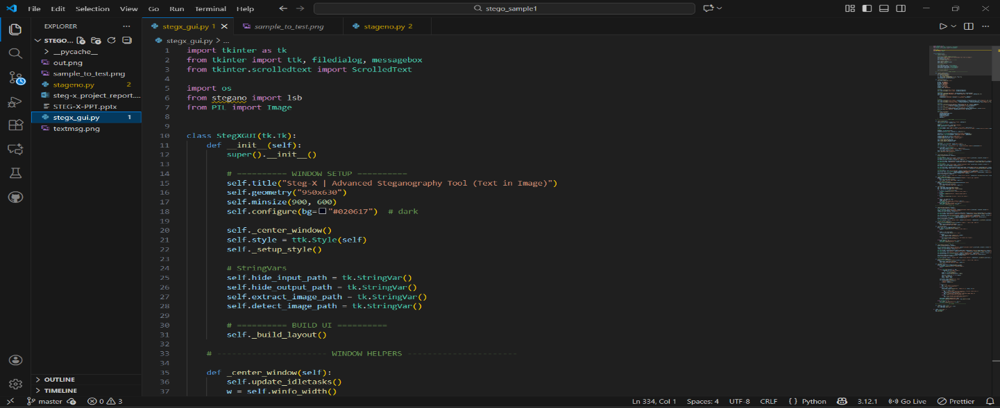 File Edit Selection View Go Run Terminal Help
stego_sample1
EXPLORER
STEGO...
__pycache__
out.png
sample_to_test.png
stageno.py 2
steg-x_project_report....
STEG-X-PPT.pptx
stegx_gui.py 1
textmsg.png
OUTLINE
TIMELINE
stegx_gui.py 1
sample_to_test.png
stageno.py 2
stegx_gui.py > ...
1 import tkinter as tk
2 from tkinter import ttk, filedialog, messagebox
3 from tkinter.scrolledtext import ScrolledText
4
5 import os
6 from stegano import lsb
7 from PIL import Image
8
9
10 class StegXGUI(tk.Tk):
11 def __init__(self):
12 super().__init__()
13
14 # ========== WINDOW SETUP ==========
15 self.title("Steg-X | Advanced Steganography Tool (Text in Image)")
16 self.geometry("950x630")
17 self.minsize(900, 600)
18 self.configure(bg="#020617") # dark
19
20 self._center_window()
21 self.style = ttk.Style(self)
22 self._setup_style()
23
24 # StringVars
25 self.hide_input_path = tk.StringVar()
26 self.hide_output_path = tk.StringVar()
27 self.extract_image_path = tk.StringVar()
28 self.detect_image_path = tk.StringVar()
29
30 # ========== BUILD UI ==========
31 self._build_layout()
32
33 # ---------------------- WINDOW HELPERS ----------------------
34
35 def _center_window(self):
36 self.update_idletasks()
37 w = self.winfo_width()
master 0 3 Ln 334, Col 1 Spaces: 4 UTF-8 CRLF { } Python 3.12.1 Go Live Prettier